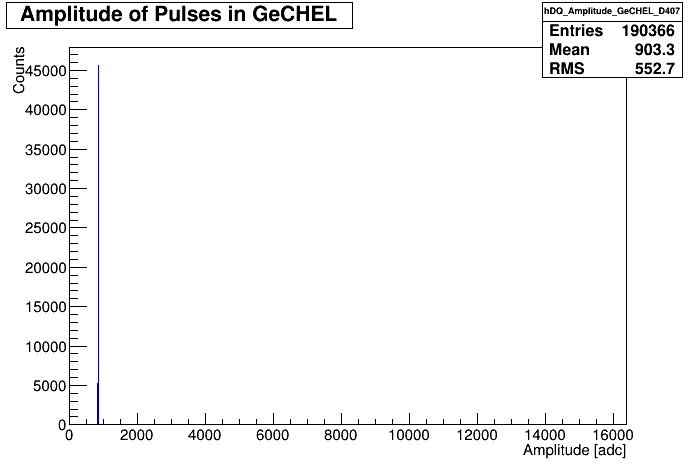 Amplitude of Pulses in GeCHEL
hDQ_Amplitude_GeCHEL_D407
Entries 190366
Mean 903.3
RMS 552.7
Counts
45000
40000
35000
30000
25000
20000
15000
10000
5000
0
0 2000 4000 6000 8000 10000 12000 14000 16000
Amplitude [adc]